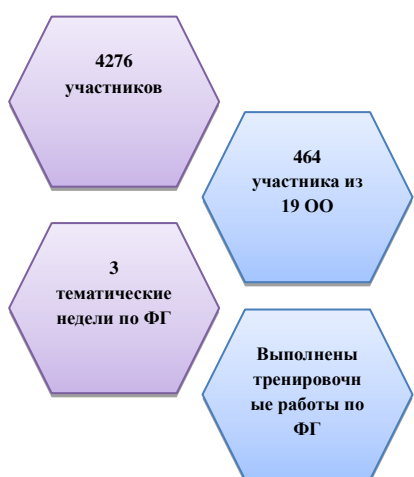 4276
участников
464
участника из
19 ОО
3
тематические
недели по ФГ
Выполнены
тренировочн
ые работы по
ФГ